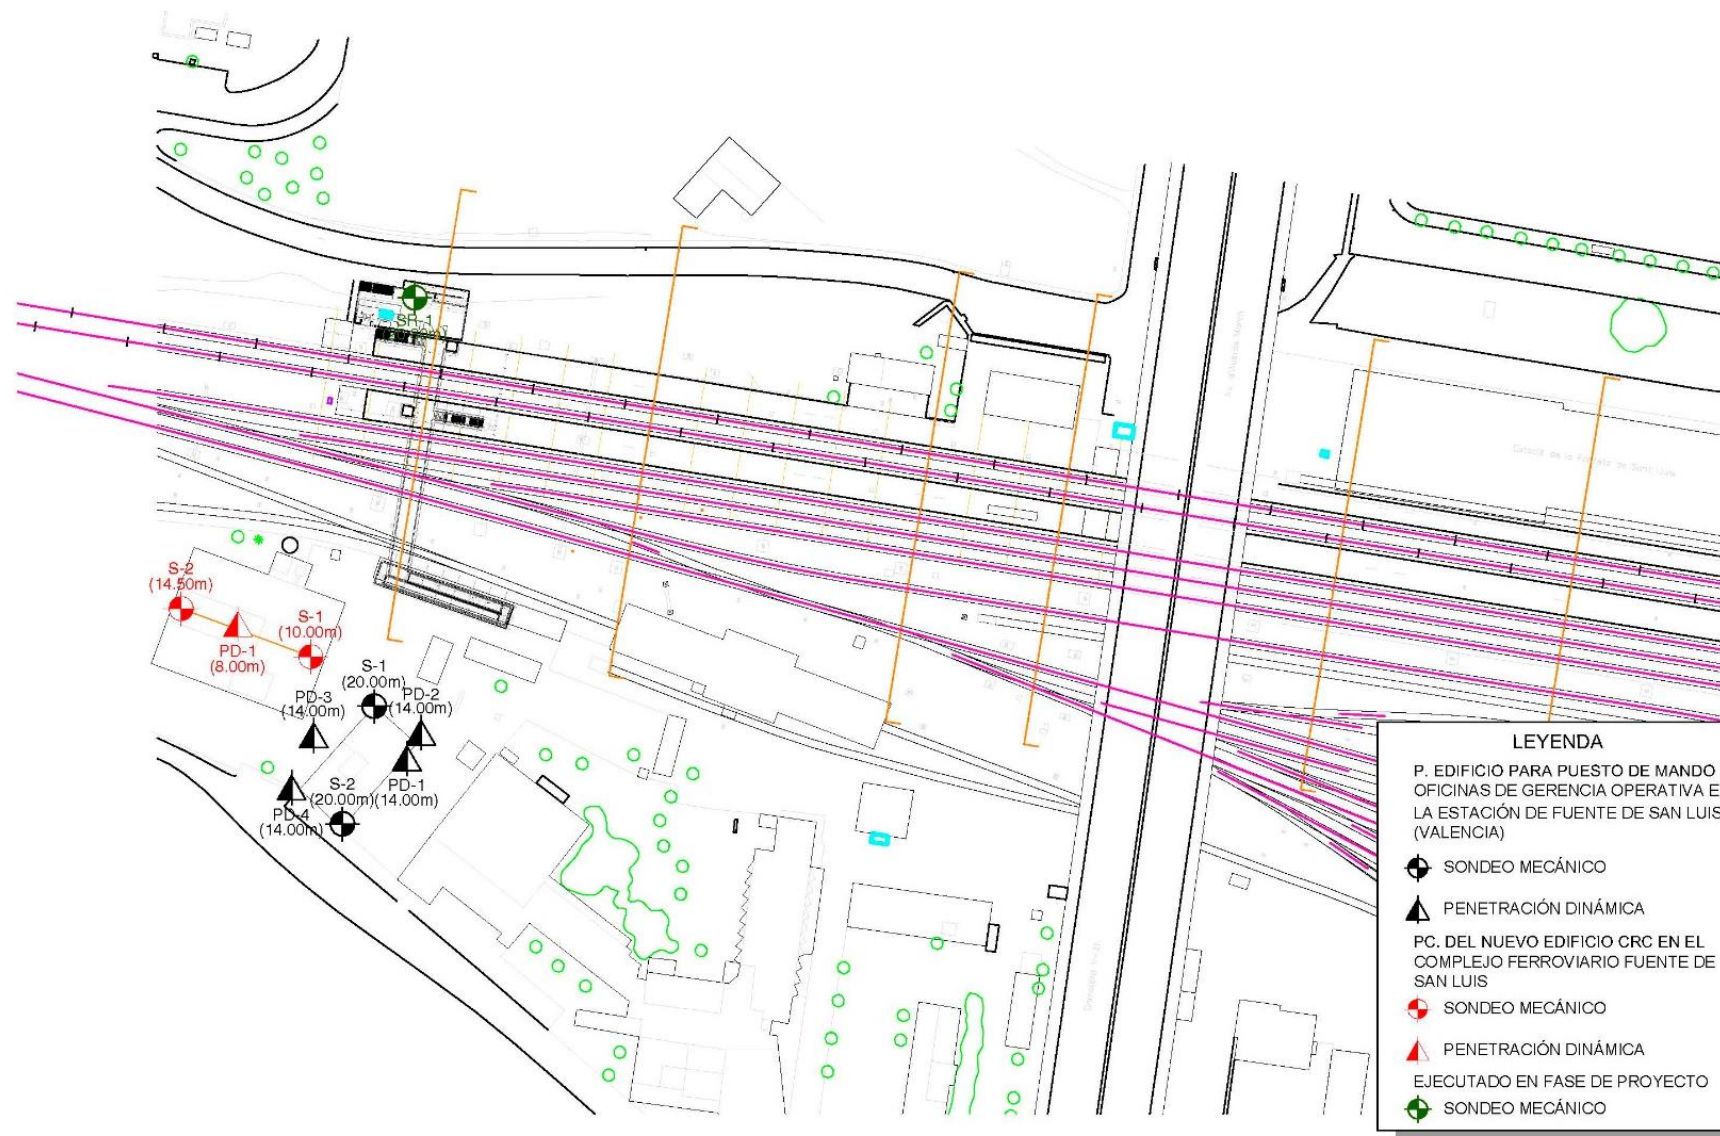 SR-1
S-2
(14.50m)
S-1
(10.00m)
PD-1
(8.00m)
S-1
(20.00m)
PD-2
(14.00m)
PD-3
(14.00m)
S-2
(20.00m)
PD-1
(14.00m)
PD-4
(14.00m)
LEYENDA
P. EDIFICIO PARA PUESTO DE MANDO
OFICINAS DE GERENCIA OPERATIVA E
LA ESTACIÓN DE FUENTE DE SAN LUIS
(VALENCIA)
SONDEO MECÁNICO
PENETRACIÓN DINÁMICA
PC. DEL NUEVO EDIFICIO CRC EN EL
COMPLEJO FERROVIARIO FUENTE DE
SAN LUIS
SONDEO MECÁNICO
PENETRACIÓN DINÁMICA
EJECUTADO EN FASE DE PROYECTO
SONDEO MECÁNICO